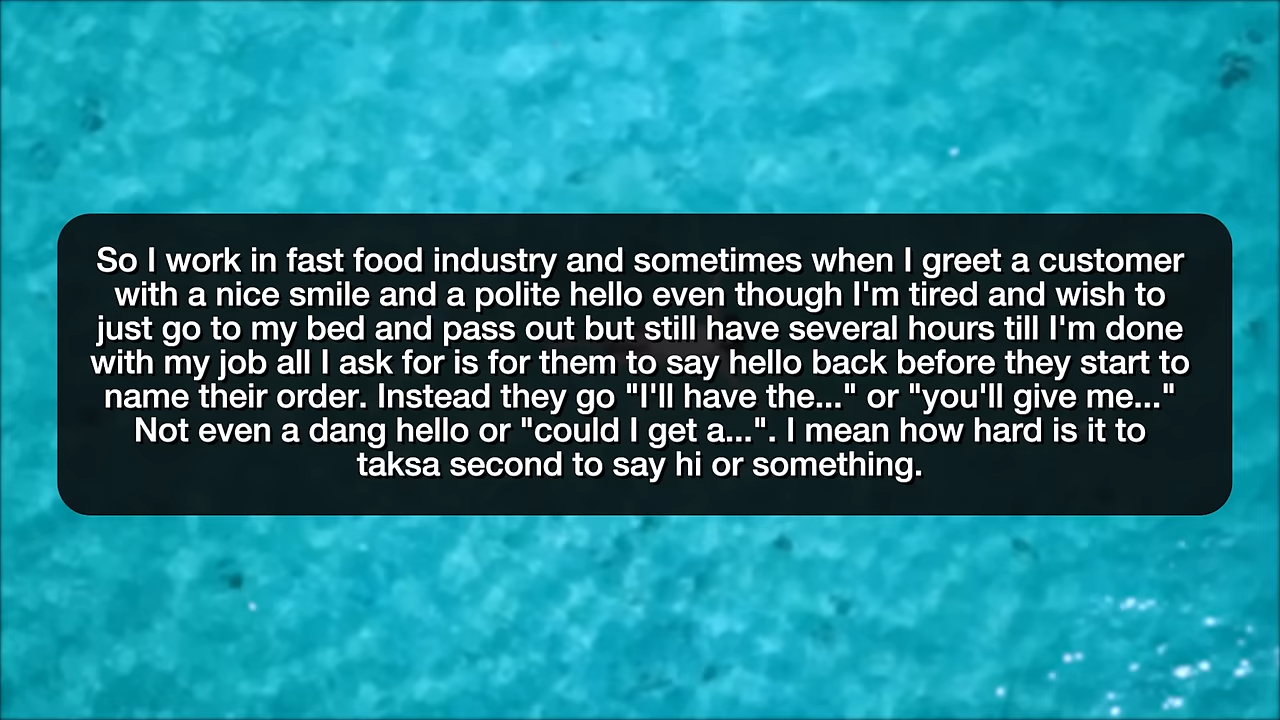 So I work in fast food industry and sometimes when I greet a customer
with a nice smile and a polite hello even though I'm tired and wish to
just go to my bed and pass out but still have several hours till I'm done
with my job all I ask for is for them to say hello back before they start to
name their order. Instead they go "I'll have the..." or "you'll give me..."
Not even a dang hello or "could I get a...". I mean how hard is it to
taksa second to say hi or something.